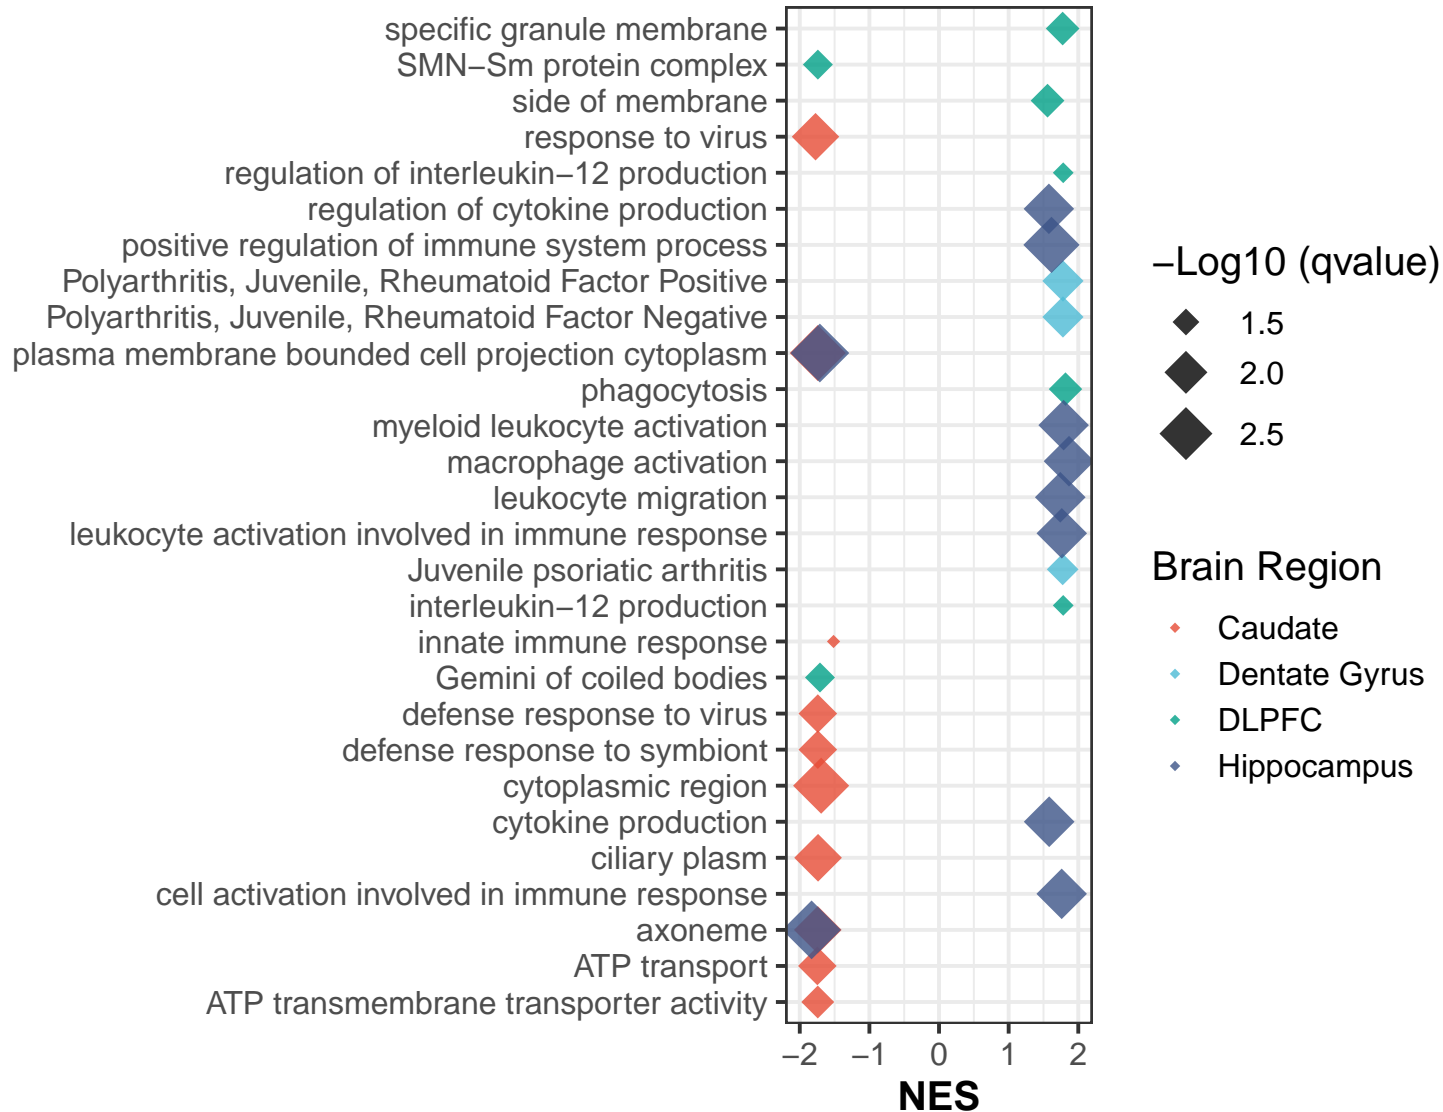 specific granule membrane
SMN−Sm protein complex
side of membrane
response to virus
regulation of interleukin−12 production
regulation of cytokine production
positive regulation of immune system process
Polyarthritis, Juvenile, Rheumatoid Factor Positive
Polyarthritis, Juvenile, Rheumatoid Factor Negative
plasma membrane bounded cell projection cytoplasm
phagocytosis
myeloid leukocyte activation
macrophage activation
leukocyte migration
leukocyte activation involved in immune response
Juvenile psoriatic arthritis
interleukin−12 production
innate immune response
Gemini of coiled bodies
defense response to virus
defense response to symbiont
cytoplasmic region
cytokine production
ciliary plasm
cell activation involved in immune response
axoneme
ATP transport
ATP transmembrane transporter activity
−2 −1 0 1 2
NES
−Log10 (qvalue)
1.5
2.0
2.5
Brain Region
Caudate
Dentate Gyrus
DLPFC
Hippocampus